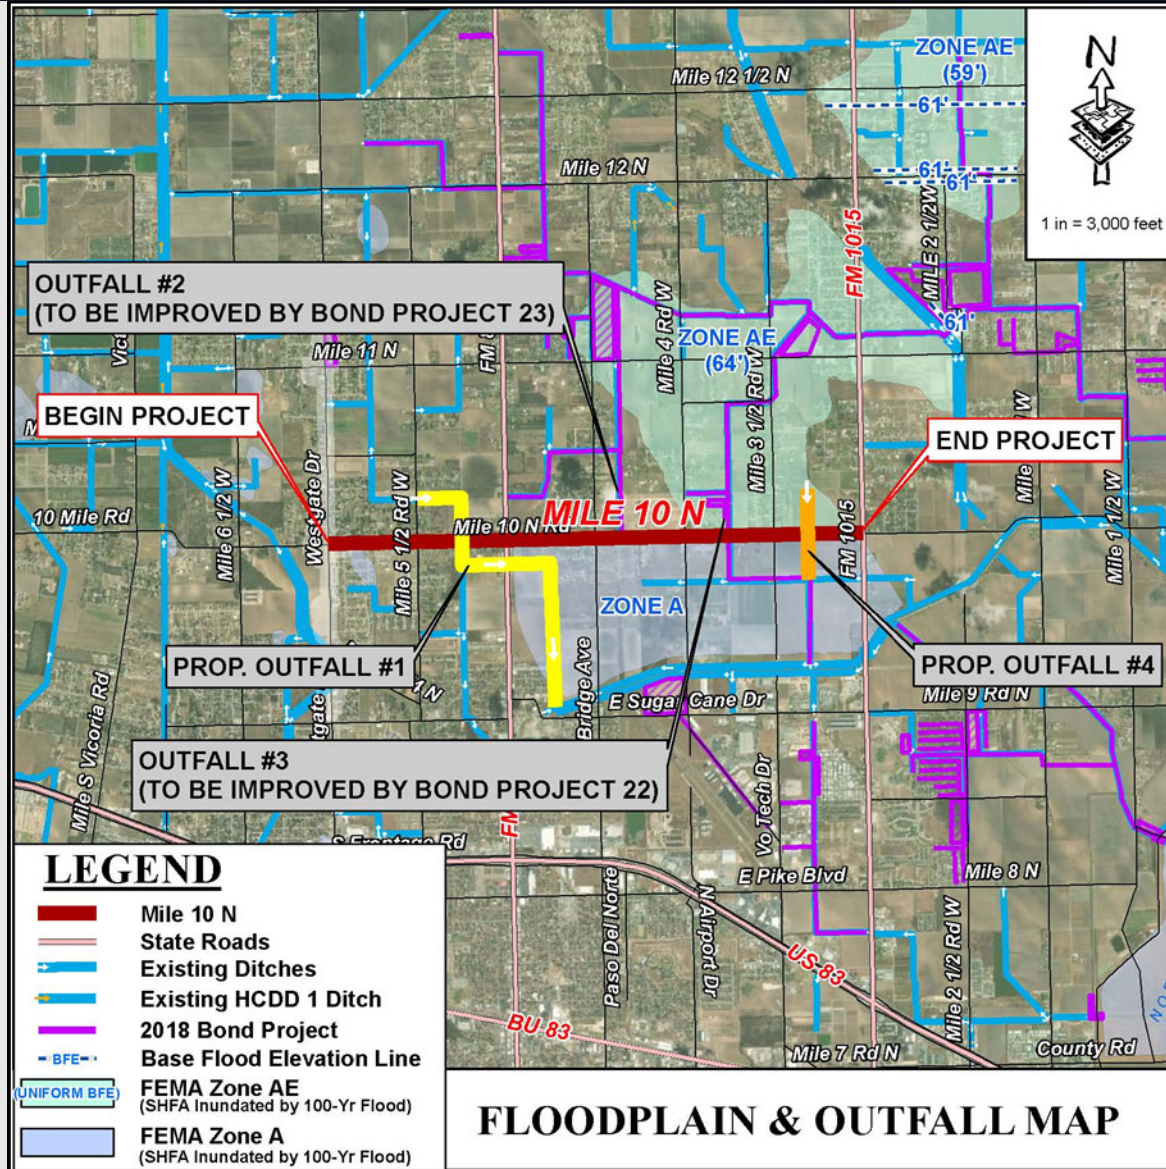 ZONE AE
(59')
Mile 12 1/2 N
61'
N
Mile 12 N
61'
61'
1 in = 3,000 feet
MILE 2 1/2W
FM 1015
OUTFALL #2
(TO BE IMPROVED BY BOND PROJECT 23)
Mile 4 Rd W
61'
ZONE AE
(64')
Mile 11 N
FM
Mile 3 1/2 Rd W
BEGIN PROJECT
END PROJECT
Mile 6 1/2 W
Westgate Dr
Mile 5 1/2 Rd W
10 Mile Rd
Mile 10 N Rd
MILE 10 N
FM 1015
Mile 1 1/2 W
ZONE A
PROP. OUTFALL #1
PROP. OUTFALL #4
Bridge Ave
E Sugar Cane Dr
Mile 9 Rd N
Mile S Vicoria Rd
OUTFALL #3
(TO BE IMPROVED BY BOND PROJECT 22)
Vo Tech Dr
FM
S Frontage Rd
E Pike Blvd
Mile 8 N
Paso Del Norte
N Airport Dr
US 83
Mile 2 1/2 Rd W
BU 83
Mile 7 Rd N
County Rd
LEGEND
Mile 10 N
State Roads
Existing Ditches
Existing HCDD 1 Ditch
2018 Bond Project
BFE
Base Flood Elevation Line
(UNIFORM BFE)
FEMA Zone AE
(SHFA Inundated by 100-Yr Flood)
FEMA Zone A
(SHFA Inundated by 100-Yr Flood)
FLOODPLAIN & OUTFALL MAP